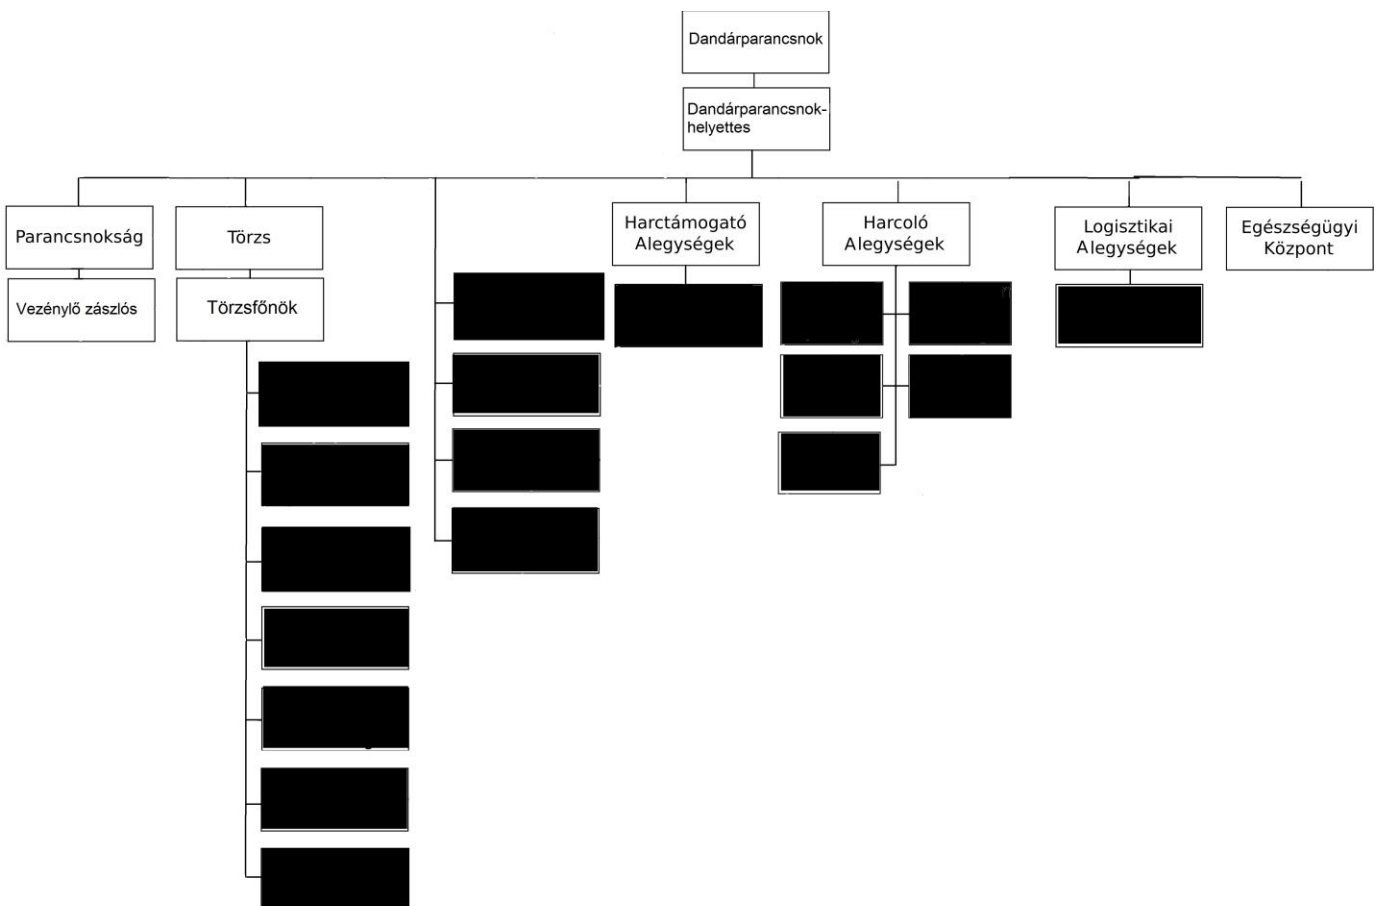 Dandárparancsnok
Dandárparancsnok-
helyettes
Parancsnokság
Törzs
Harctámogató
Alegységek
Harcoló
Alegységek
Logisztikai
Alegységek
Egészségügyi
Központ
Vezénylő zászlós
Törzsfőnök